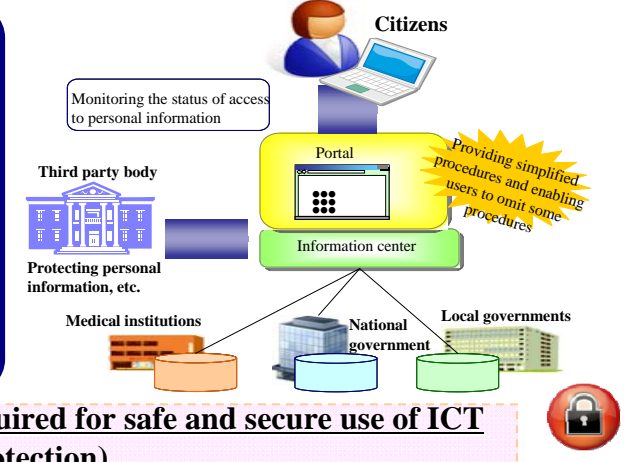 Citizens
Monitoring the status of access
to personal information
Portal
Providing simplified
procedures and enabling
users to omit some
procedures
Third party body
Information center
Protecting personal
information, etc.
Medical institutions
National
government
Local governments
uired for safe and secure use of ICT
otection)